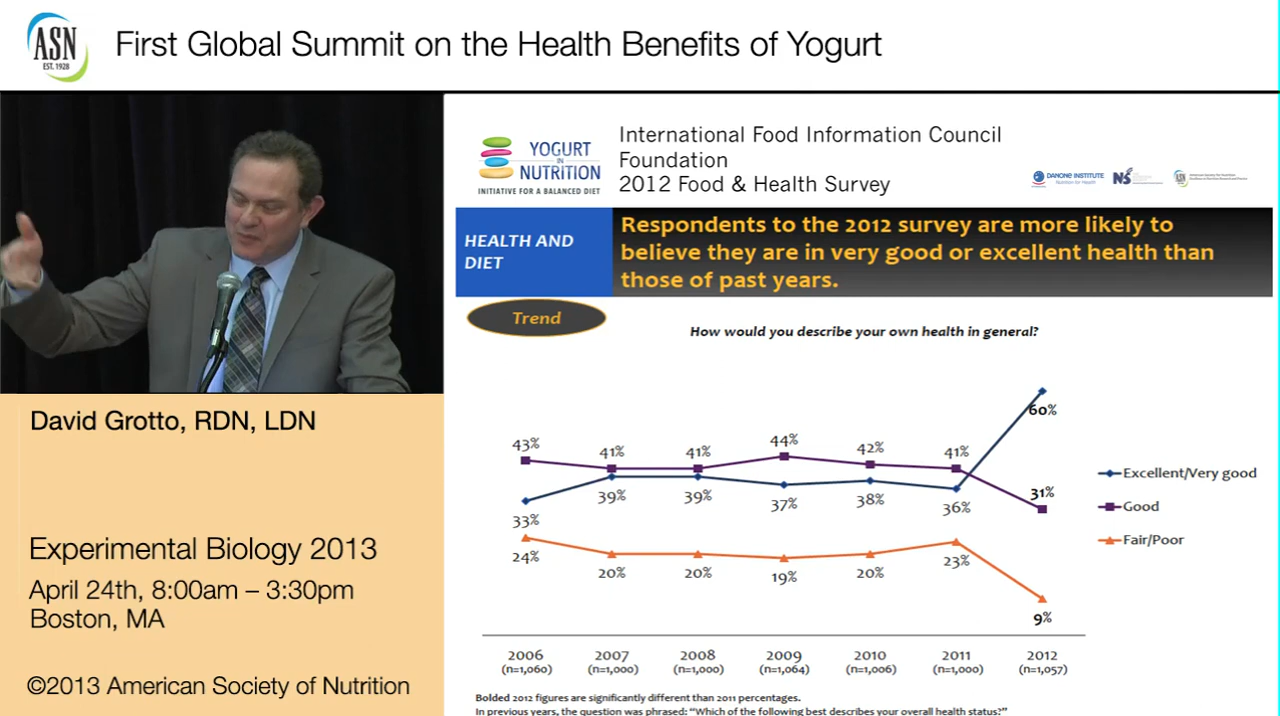 ASN
EST. 1928
First Global Summit on the Health Benefits of Yogurt
David Grotto, RDN, LDN
Experimental Biology 2013
April 24th, 8:00am – 3:30pm
Boston, MA
©2013 American Society of Nutrition
YOGURT
IN
NUTRITION
INITIATIVE FOR A BALANCED DIET
International Food Information Council
Foundation
2012 Food & Health Survey
DANONE INSTITUTE
HEALTH AND
DIET
Respondents to the 2012 survey are more likely to
believe they are in very good or excellent health than
those of past years.
Trend
How would you describe your own health in general?
60%
43% 41% 41% 44% 42% 41% 31%
33% 39% 39% 37% 38% 36%
24% 20% 20% 19% 20% 23% 9%
Excellent/Very good
Good
Fair/Poor
2006 2007 2008 2009 2010 2011 2012
(n=1,060) (n=1,000) (n=1,000) (n=1,064) (n=1,006) (n=1,000) (n=1,057)
Bolded 2012 figures are significantly different than 2011 percentages.
In previous years, the question was phrased: “Which of the following best describes your overall health status?”